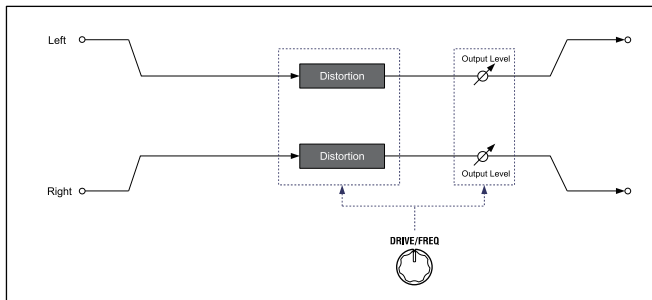 Left
Output Level
Distortion
Distortion
Right
Output Level
DRIVE/FREQ